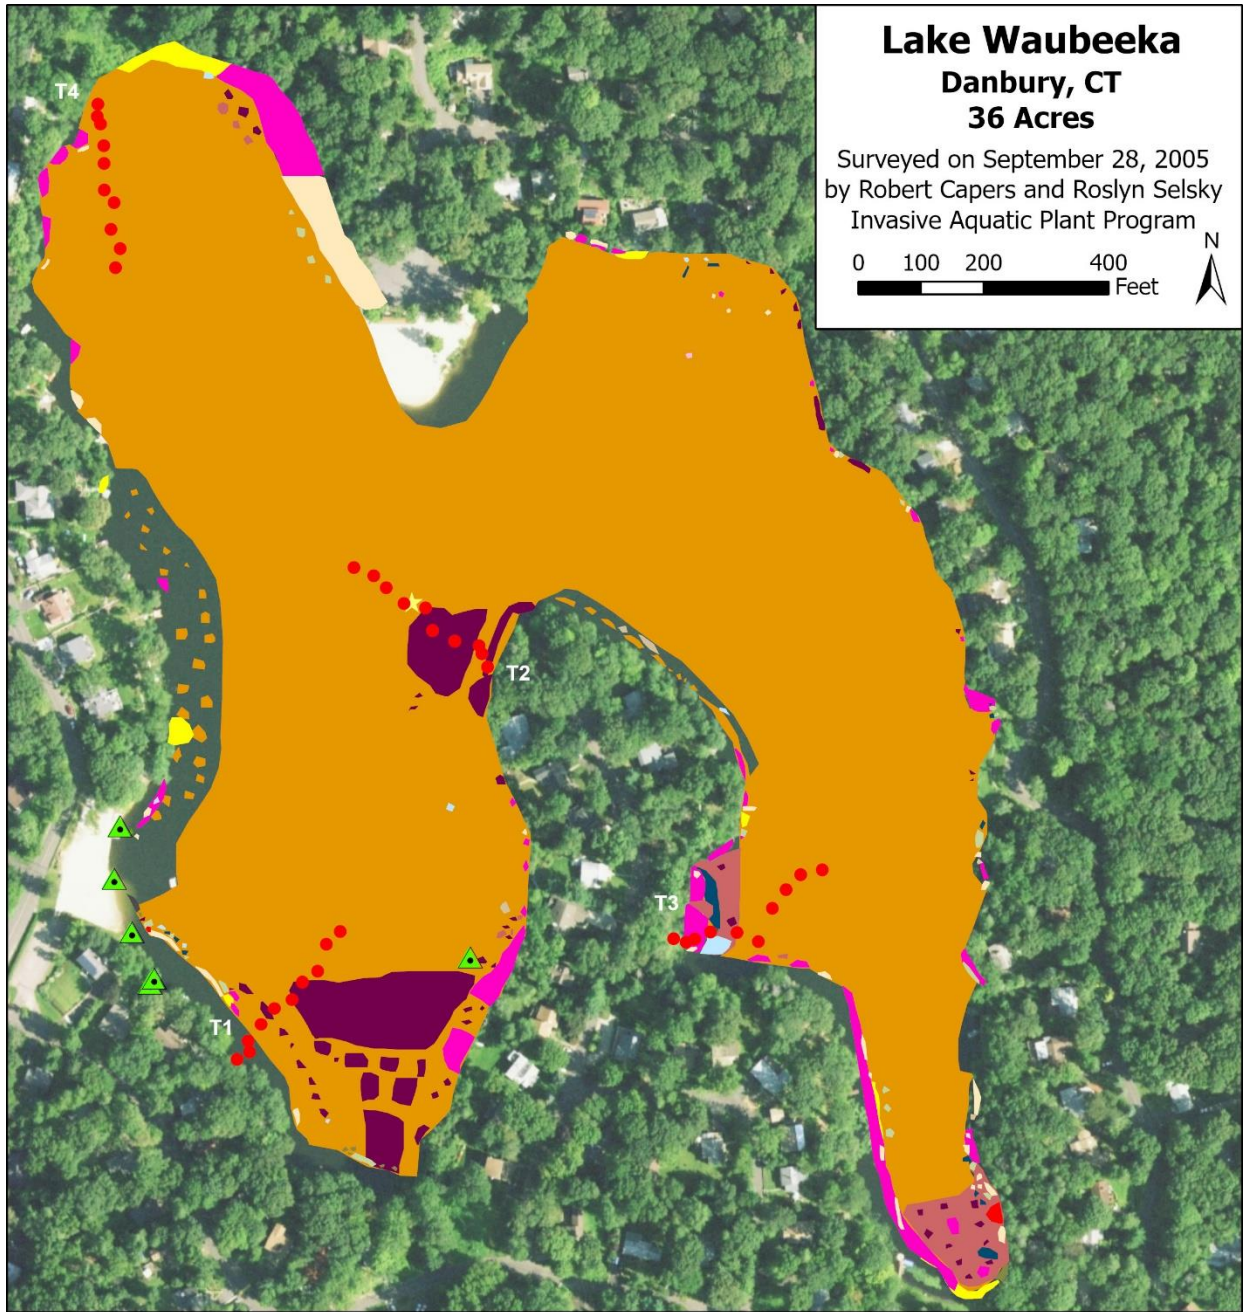 Lake Waubeeka
Danbury, CT
36 Acres
Surveyed on September 28, 2005
by Robert Capers and Roslyn Selsky
Invasive Aquatic Plant Program
N
0 100 200 400
Feet
T4
T2
T3
T1